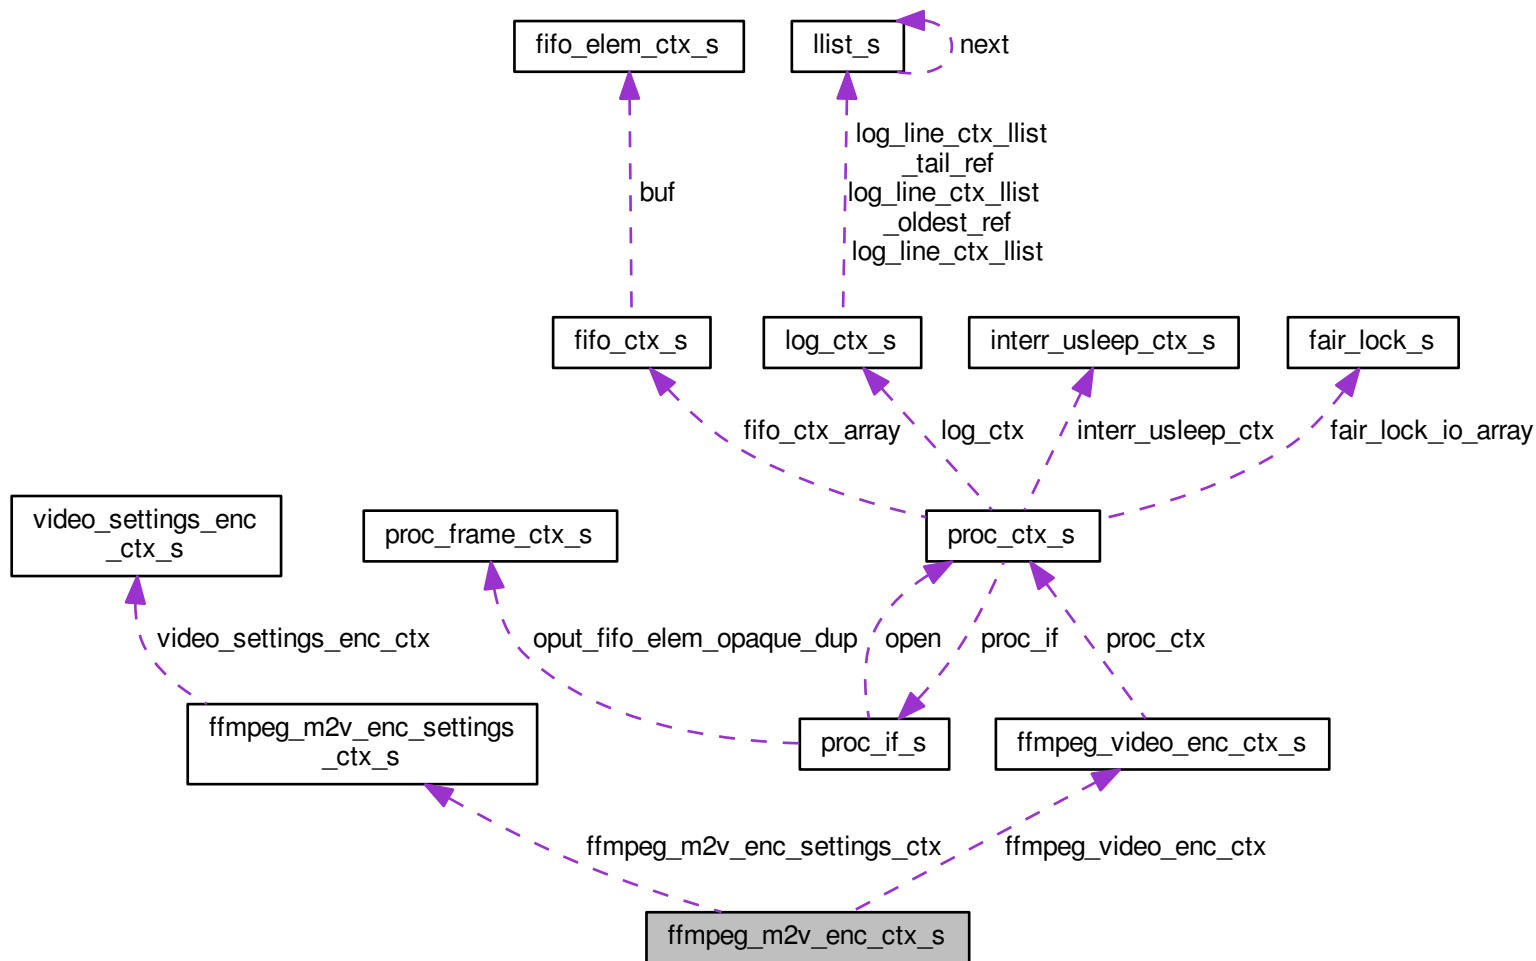 fifo_elem_ctx_s
llist_s
next
log_line_ctx_llist
_tail_ref
buf
log_line_ctx_llist
_oldest_ref
log_line_ctx_llist
fifo_ctx_s
log_ctx_s
interr_usleep_ctx_s
fair_lock_s
fifo_ctx_array
log_ctx
interr_usleep_ctx
fair_lock_io_array
video_settings_enc
_ctx_s
proc_frame_ctx_s
proc_ctx_s
video_settings_enc_ctx
oput_fifo_elem_opaque_dup
open
proc_if
proc_ctx
ffmpeg_m2v_enc_settings
_ctx_s
proc_if_s
ffmpeg_video_enc_ctx_s
ffmpeg_m2v_enc_settings_ctx
ffmpeg_video_enc_ctx
ffmpeg_m2v_enc_ctx_s